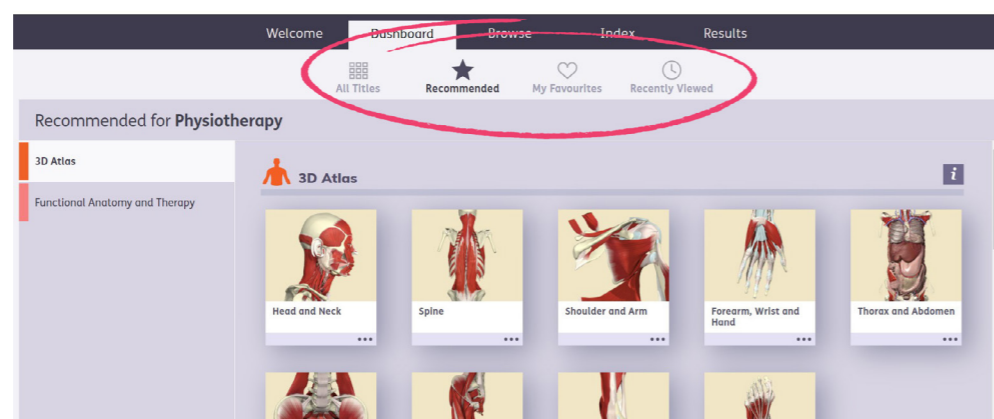 Welcome Dashboard Browse Index Results
All Titles Recommended My Favourites Recently Viewed
Recommended for Physiotherapy
3D Atlas
Functional Anatomy and Therapy
3D Atlas
i
Head and Neck
Spine
Shoulder and Arm
Forearm, Wrist and
Hand
Thorax and Abdomen